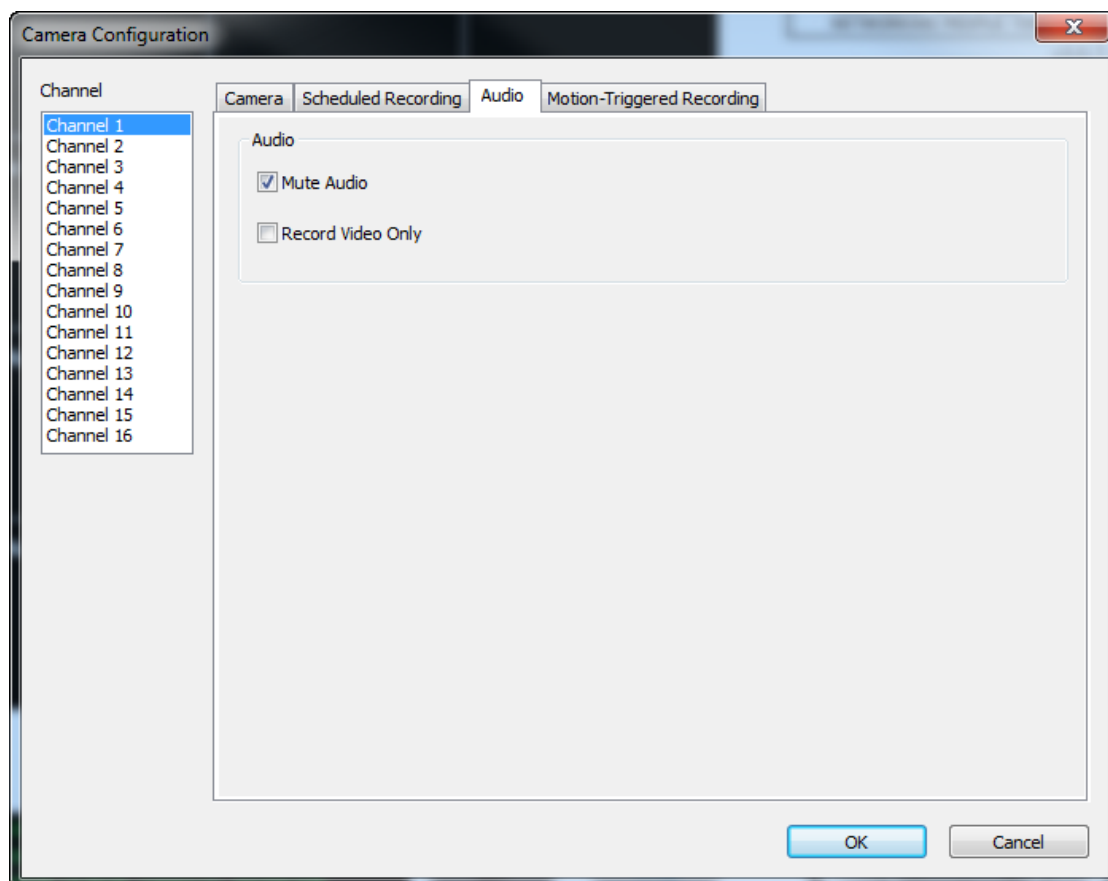 Camera Configuration
Channel
Channel 1
Channel 2
Channel 3
Channel 4
Channel 5
Channel 6
Channel 7
Channel 8
Channel 9
Channel 10
Channel 11
Channel 12
Channel 13
Channel 14
Channel 15
Channel 16
Camera
Scheduled Recording
Audio
Motion-Triggered Recording
Audio
Mute Audio
Record Video Only
OK
Cancel